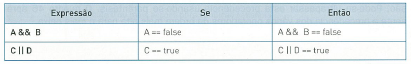 Expressão Se Então
A && B A == false A && B == false
C || D C == true C || D == true